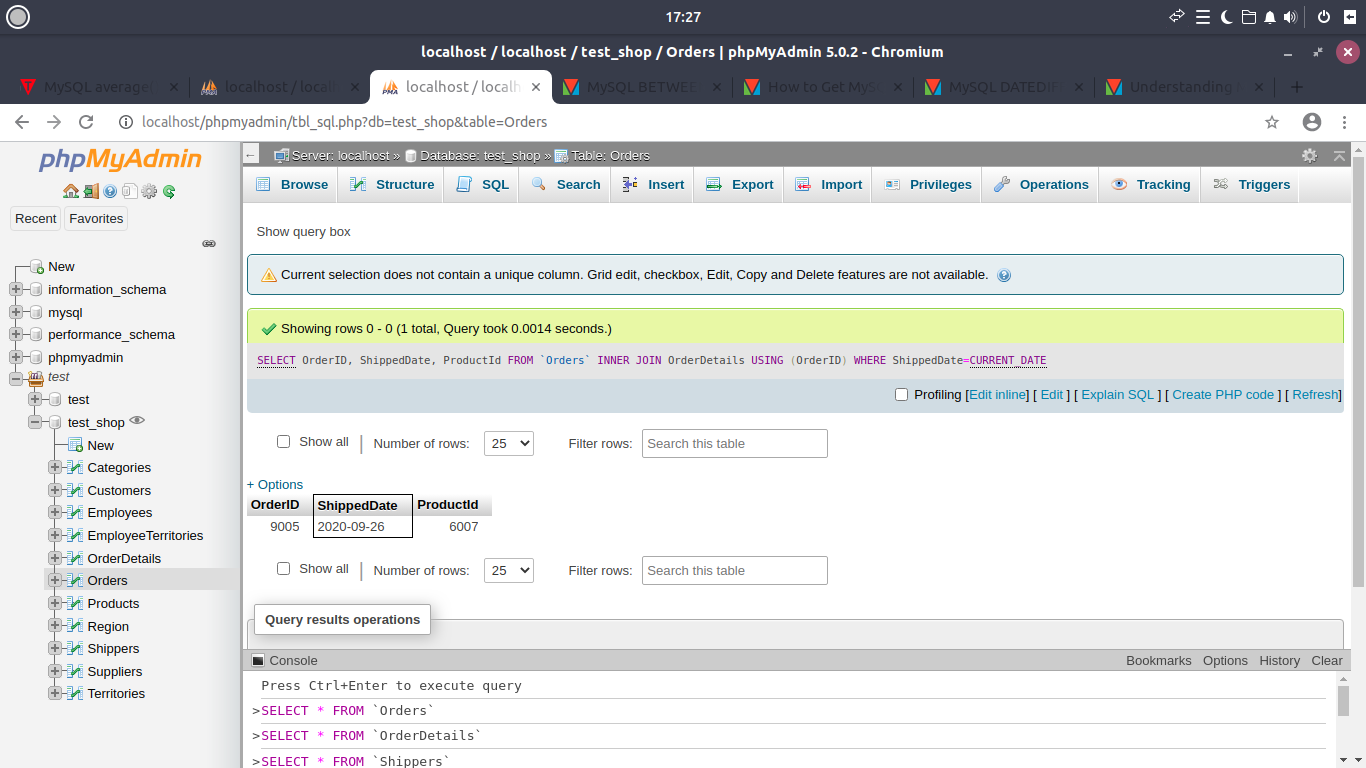 17:27
localhost / localhost / test_shop / Orders | phpMyAdmin 5.0.2 - Chromium
MySQL average localhost / local localhost / localh MySQL BETWEE How to Get MyS MySQL DATEDIF Understanding
localhost/phpmyadmin/tbl_sql.php?db=test_shop&table=Orders
phpMyAdmin
Recent Favorites
New
information_schema
mysql
performance_schema
phpmyadmin
test
test
test_shop
New
Categories
Customers
Employees
EmployeeTerritories
OrderDetails
Orders
Products
Region
Shippers
Suppliers
Territories
Server: localhost » Database: test_shop » Table: Orders
Browse Structure SQL Search Insert Export Import Privileges Operations Tracking Triggers
Show query box
Current selection does not contain a unique column. Grid edit, checkbox, Edit, Copy and Delete features are not available.
Showing rows 0 - 0 (1 total, Query took 0.0014 seconds.)
SELECT OrderID, ShippedDate, ProductId FROM `Orders` INNER JOIN OrderDetails USING (OrderID) WHERE ShippedDate=CURRENT_DATE
Profiling [Edit inline] [ Edit ] [ Explain SQL ] [ Create PHP code ] [ Refresh]
Show all | Number of rows: 25 Filter rows: Search this table
+ Options
OrderID ShippedDate ProductId
9005 2020-09-26 6007
Show all | Number of rows: 25 Filter rows: Search this table
Query results operations
Console Bookmarks Options History Clear
Press Ctrl+Enter to execute query
>SELECT * FROM `Orders`
>SELECT * FROM `OrderDetails`
>SELECT * FROM `Shippers`